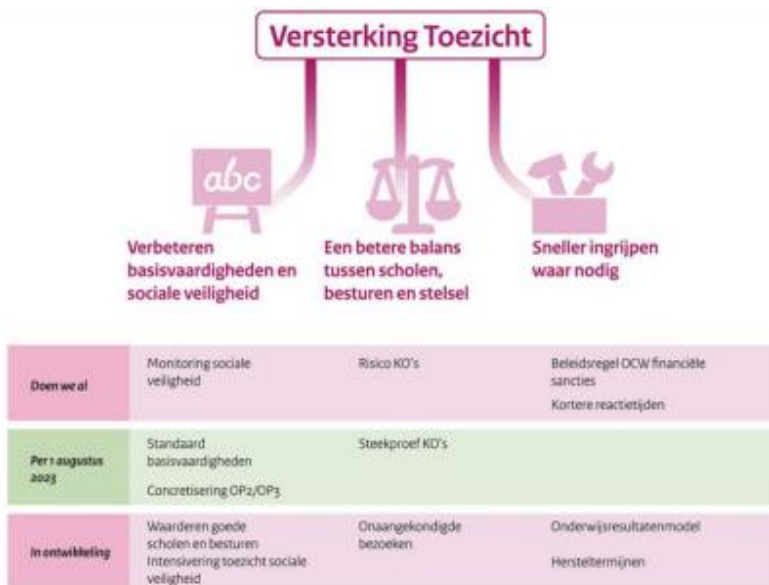 Versterking Toezicht
abc
Verbeteren
basisvaardigheden en
sociale veiligheid
Een betere balans
tussen scholen,
besturen en stelsel
Sneller ingrijpen
waar nodig
Doen we al
Monitoring sociale
veiligheid
Risico KO's
Beleidsregel OCW financiële
sancties
Kortere reactietijden
Per 1 augustus
2023
Standaard
basisvaardigheden
Concretisering OP2/OP3
Steekproef KO's
In ontwikkeling
Waarderen goede
scholen en besturen
Intensivering toezicht sociale
veiligheid
Onaangekondigde
bezoeken
Onderwijsresultatenmodel
Hersteltermijnen